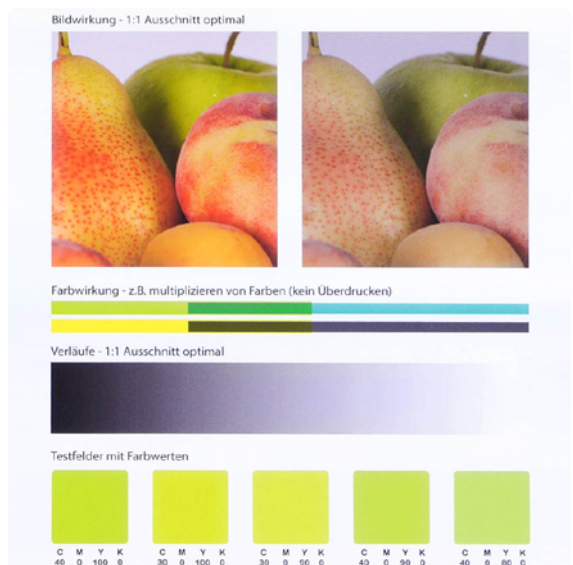 Bildwirkung - 1:1 Ausschnitt optimal
Farbwirkung - z.B. multiplizieren von Farben (kein Überdrucken)
Verläufe - 1:1 Ausschnitt optimal
Testfelder mit Farbwerten
C M Y K C M Y K C M Y K C M Y K C M Y K
40 0 100 0 30 0 100 0 30 0 90 0 40 0 90 0 40 0 80 0